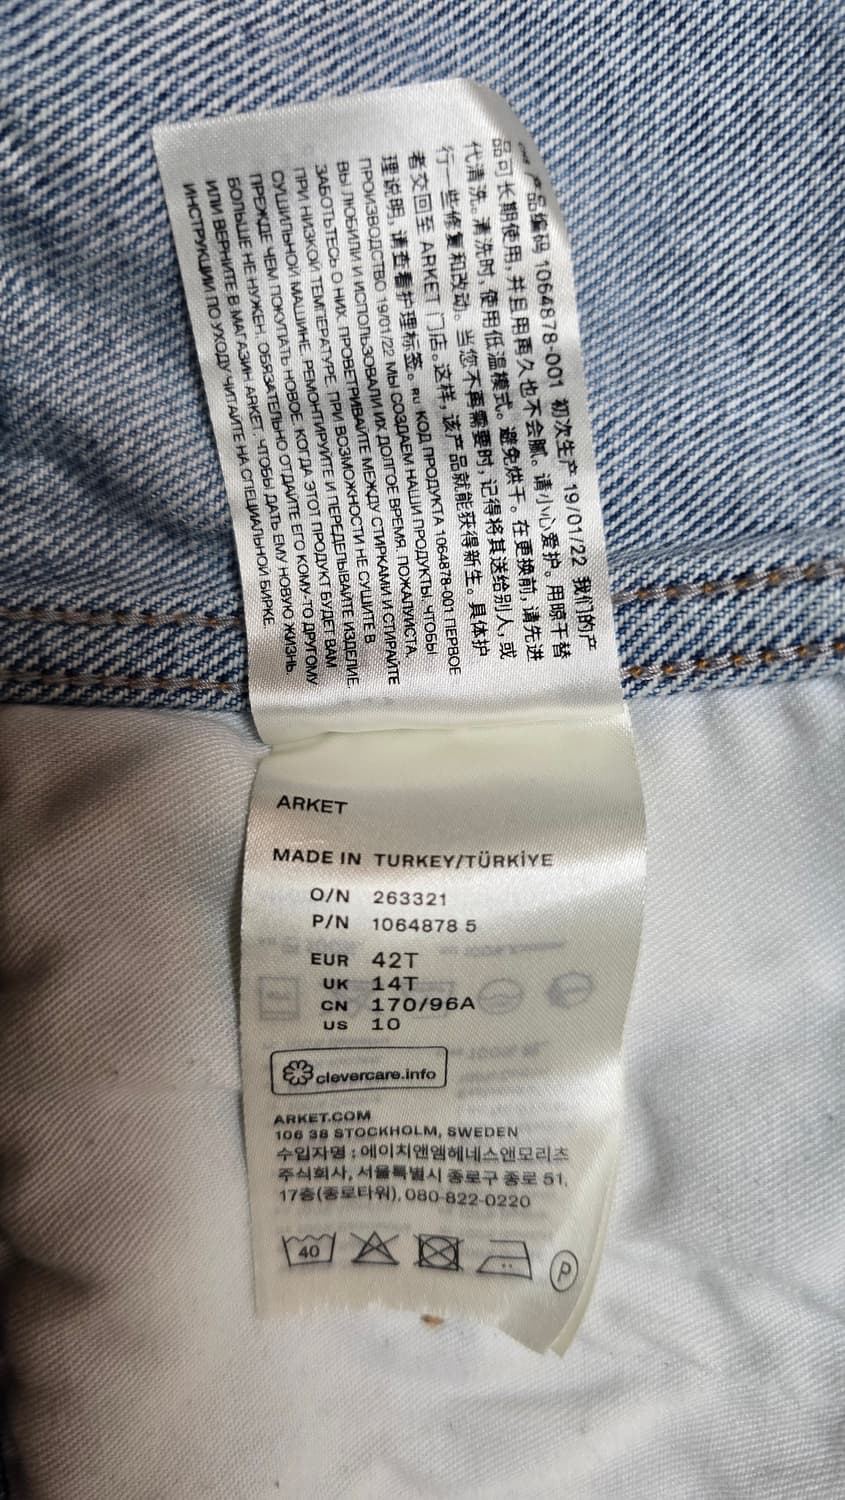 产品编码 1064878-001 初次生产 19/01/22 我们的产
品可长期使用, 并且用再久也不会腻。请小心爱护。用晾干替
代清洗。清洗时, 使用低温模式。避免烘干。在更换前, 请先进
行一些修复和改动。当您不再需要时, 记得将其送给别人, 或
者交回至 ARKET 门店。这样, 该产品就能获得新生。具体护
理说明, 请查看护理标签。RU КОД ПРОДУКТА 1064878-001 ПЕРВОЕ
ПРОИЗВОДСТВО 19/01/22 МЫ СОЗДАЕМ НАШИ ПРОДУКТЫ, ЧТОБЫ
ВЫ ЛЮБИЛИ И ИСПОЛЬЗОВАЛИ ИХ ДОЛГОЕ ВРЕМЯ. ПОЖАЛУЙСТА,
ЗАБОТЬТЕСЬ О НИХ. ПРОВЕТРИВАЙТЕ МЕЖДУ СТИРКАМИ И СТИРАЙТЕ
ПРИ НИЗКОЙ ТЕМПЕРАТУРЕ. ПРИ ВОЗМОЖНОСТИ НЕ СУШИТЕ В
СУШИЛЬНОЙ МАШИНЕ. РЕМОНТИРУЙТЕ И ПЕРЕДЕЛЫВАЙТЕ ИЗДЕЛИЕ,
ПРЕЖДЕ ЧЕМ ПОКУПАТЬ НОВОЕ. КОГДА ЭТОТ ПРОДУКТ БУДЕТ ВАМ
БОЛЬШЕ НЕ НУЖЕН, ОБЯЗАТЕЛЬНО ОТДАЙТЕ ЕГО КОМУ-ТО ДРУГОМУ
ИЛИ ВЕРНИТЕ В МАГАЗИН ARKET, ЧТОБЫ ДАТЬ ЕМУ НОВУЮ ЖИЗНЬ.
ИНСТРУКЦИИ ПО УХОДУ ЧИТАЙТЕ НА СПЕЦИАЛЬНОЙ БИРКЕ.
ARKET
MADE IN TURKEY/TÜRKİYE
O/N 263321
P/N 1064878 5
EUR 42T
UK 14T
CN 170/96A
US 10
clevercare.info
ARKET.COM
106 38 STOCKHOLM, SWEDEN
수입자명 : 에이치앤엠헤네스앤모리츠
주식회사, 서울특별시 종로구 종로 51,
17층(종로타워), 080-822-0220
40 P